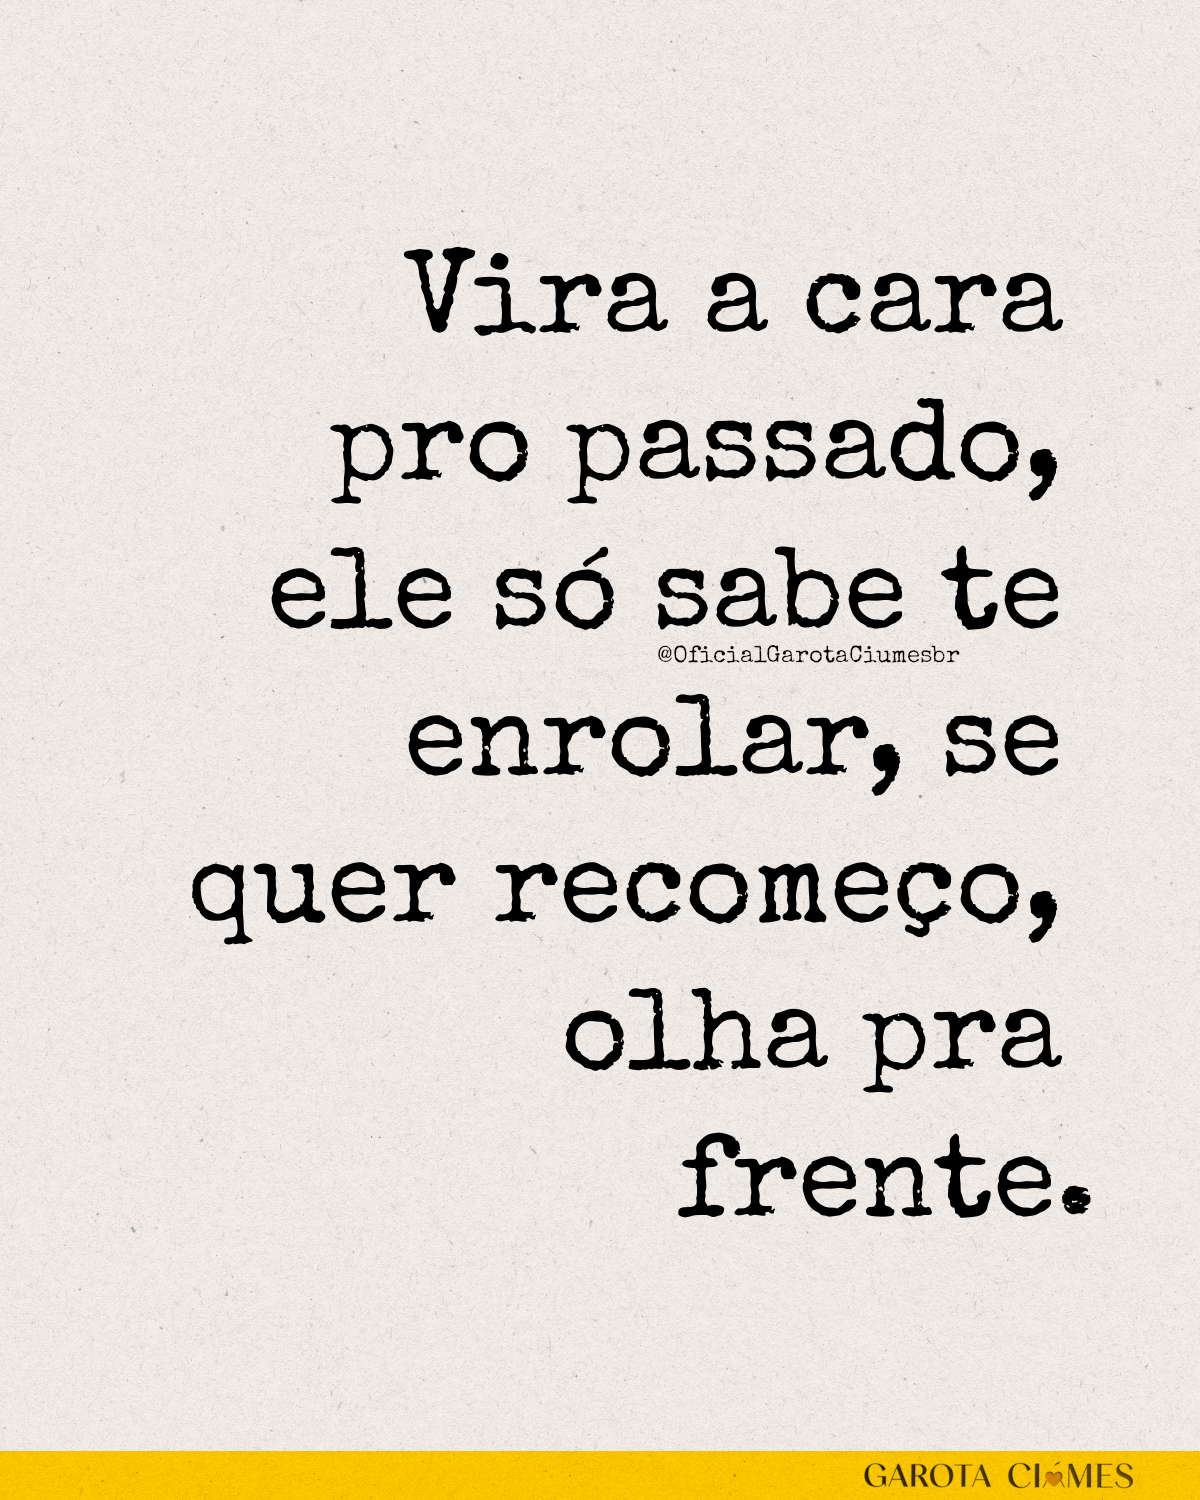 Vira a cara
pro passado,
ele só sabe te
@OficialGarotaCiumesbr
enrolar, se
quer recomeço,
olha pra
frente.
GAROTA CIÚMES